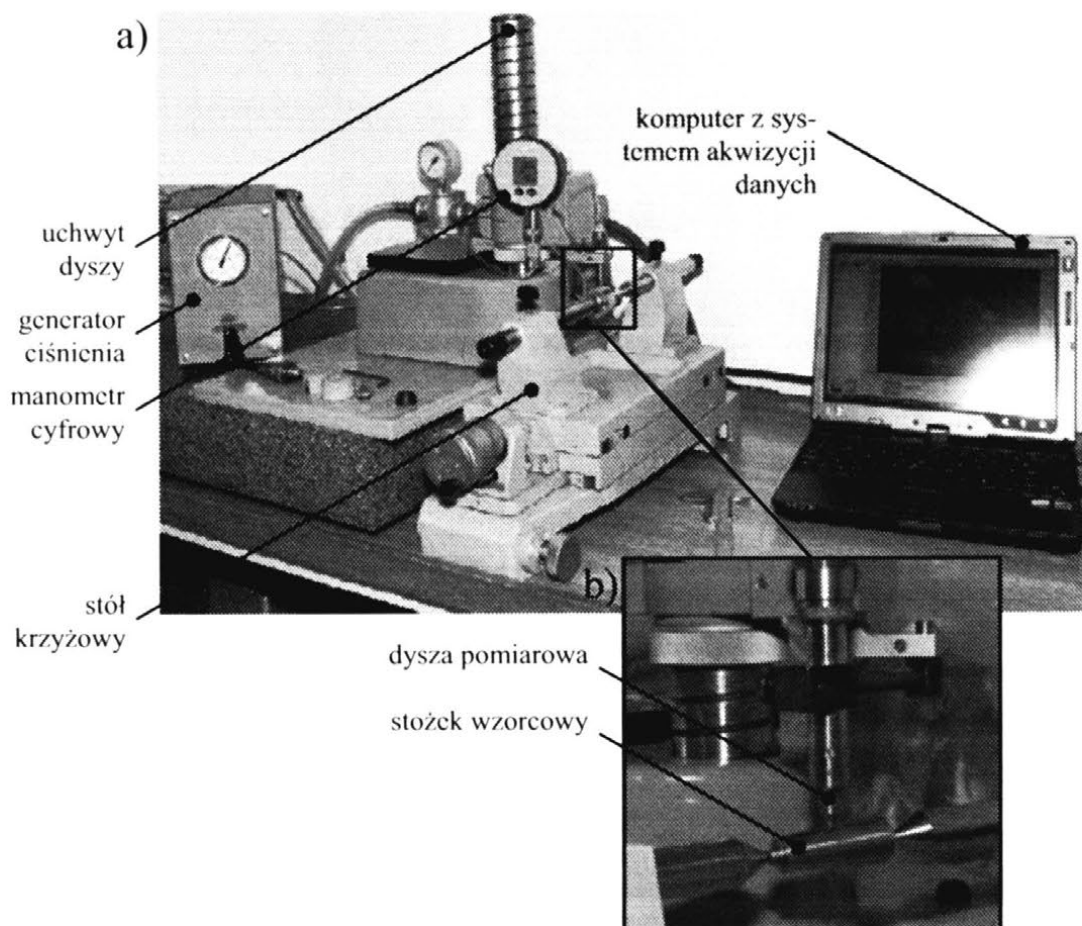 a)
komputer z sys-
temem akwizycji
danych
uchwyt
dyszy
generator
ciśnienia
manometr
cyfrowy
stół
krzyżowy
b)
dysza pomiarowa
stożek wzorcowy